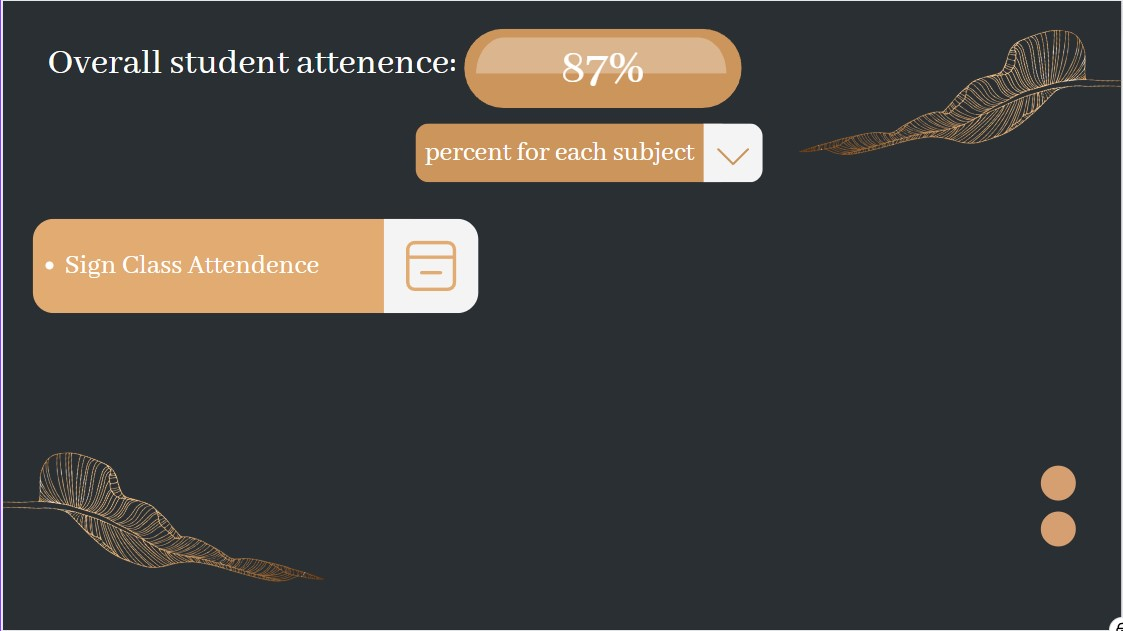 Overall student attenence: 87%
percent for each subject
• Sign Class Attendence